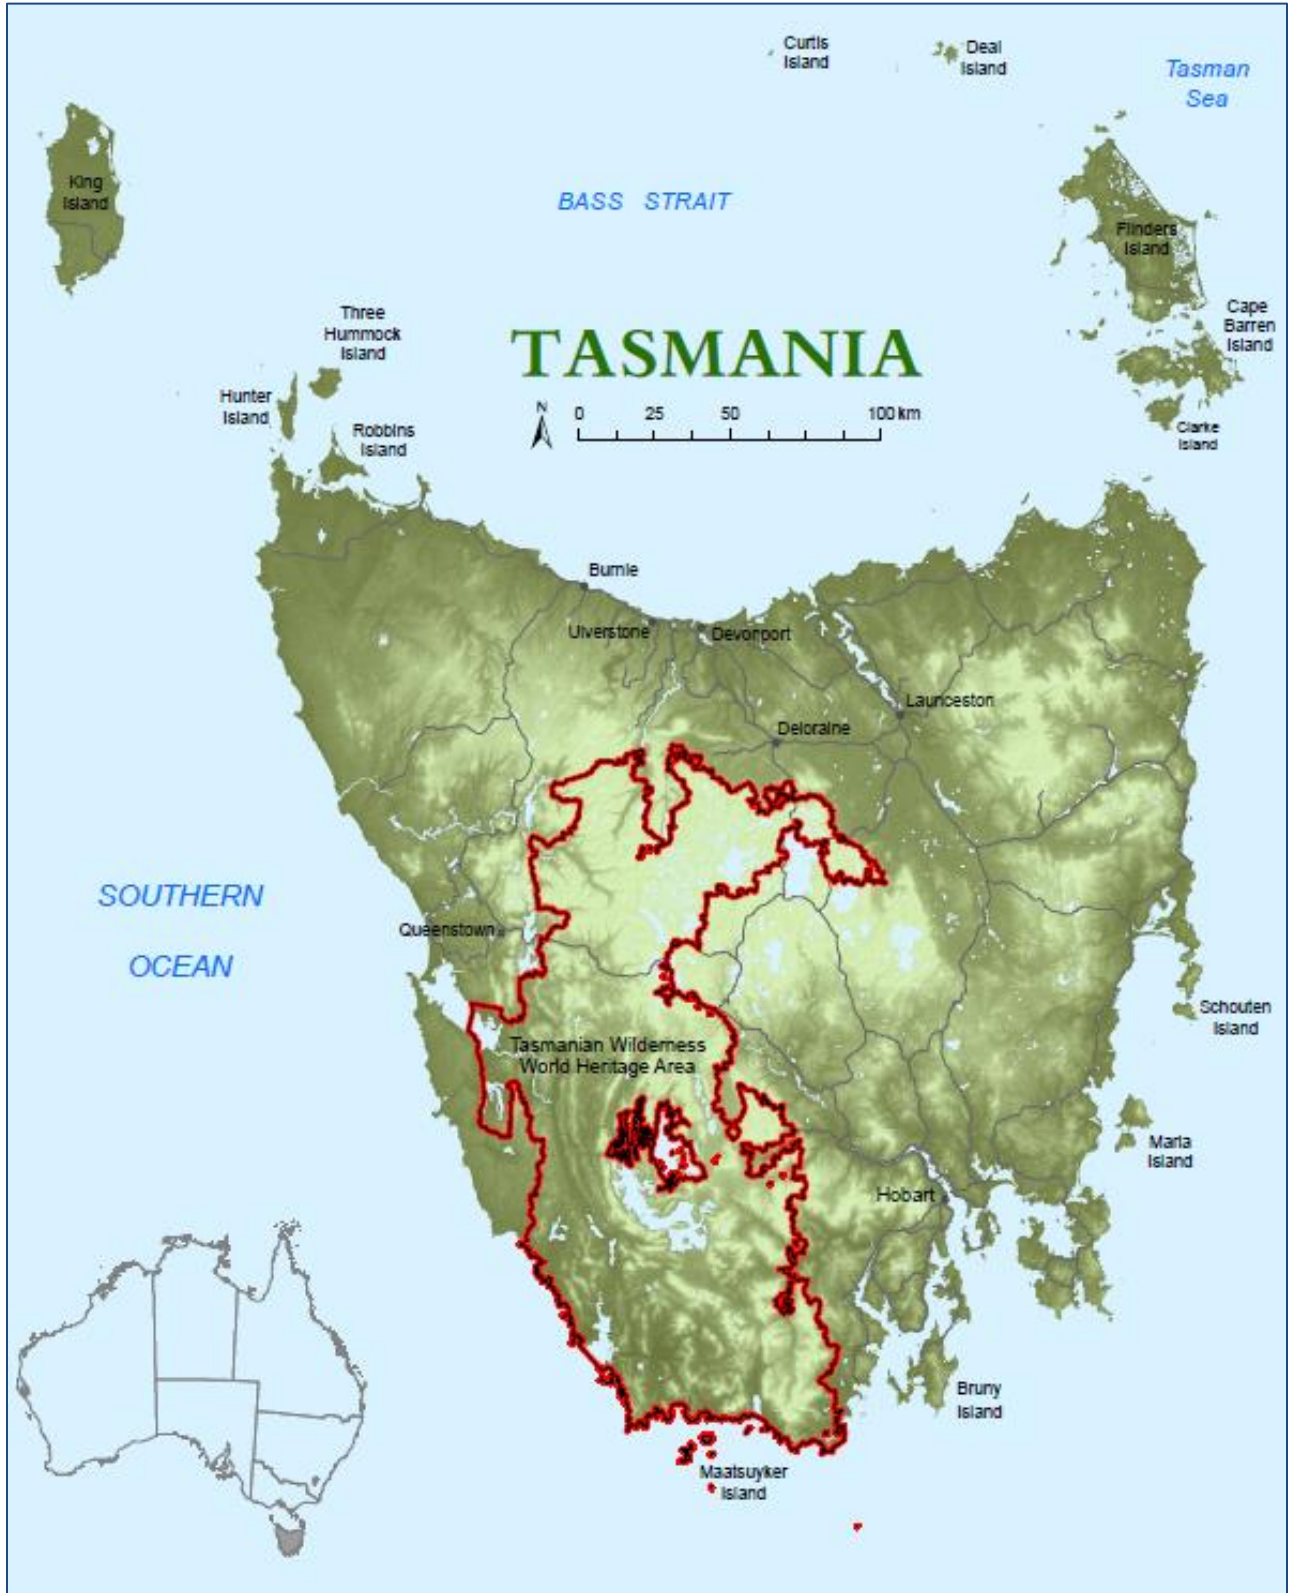 Curtis
Island
Deal
Island
Tasman
Sea
King
Island
BASS STRAIT
Flinders
Island
Cape
Barren
Island
Three
Hummock
Island
TASMANIA
Hunter
Island
N
0 25 50 100 km
Robbins
Island
Clarke
Island
Burnie
Ulverstone
Devonport
Launceston
Deloraine
SOUTHERN
OCEAN
Queenstown
Schouten
Island
Tasmanian Wilderness
World Heritage Area
Maria
Island
Hobart
Bruny
Island
Maatsuyker
Island